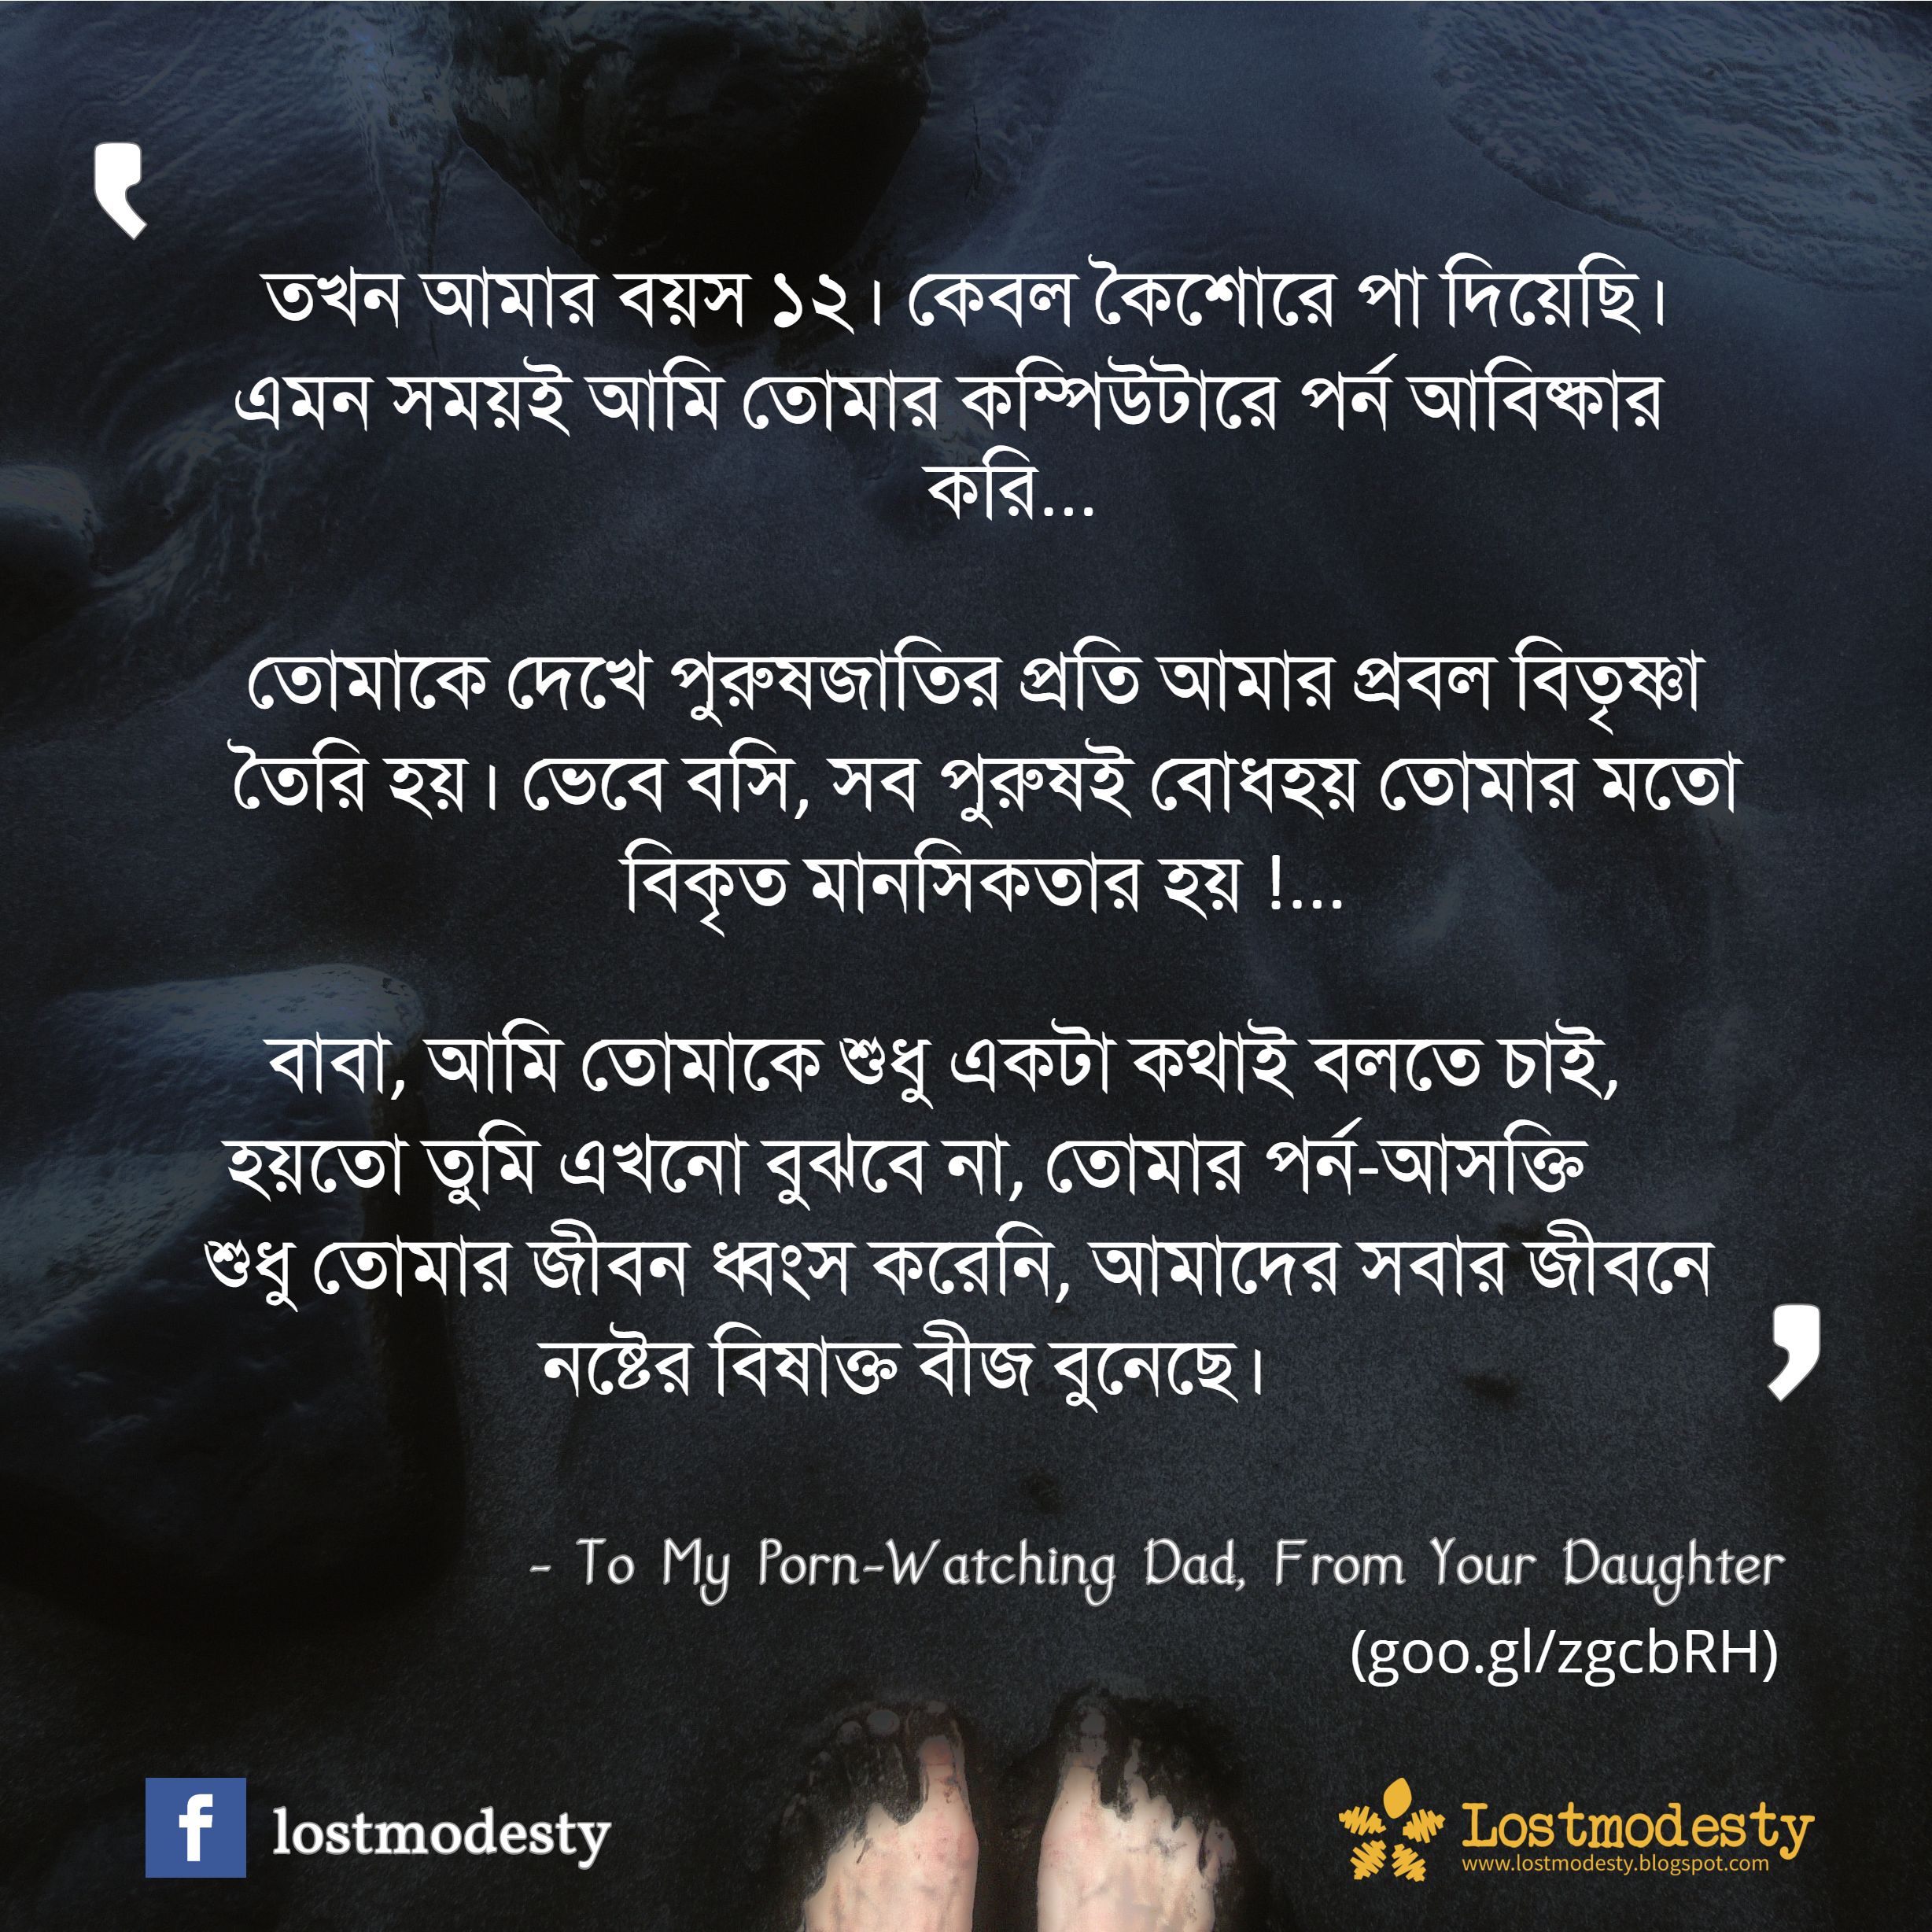 ‛
তখন আমার বয়স ১২। কেবল কৈশোরে পা দিয়েছি।
এমন সময়ই আমি তোমার কম্পিউটারে পর্ন আবিষ্কার
করি...
তোমাকে দেখে পুরুষজাতির প্রতি আমার প্রবল বিতৃষ্ণা
তৈরি হয়। ভেবে বসি, সব পুরুষই বোধহয় তোমার মতো
বিকৃত মানসিকতার হয় !...
বাবা, আমি তোমাকে শুধু একটা কথাই বলতে চাই,
হয়তো তুমি এখনো বুঝবে না, তোমার পর্ন-আসক্তি
শুধু তোমার জীবন ধ্বংস করেনি, আমাদের সবার জীবনে
নষ্টের বিষাক্ত বীজ বুনেছে।
’
- To My Porn-Watching Dad, From Your Daughter
(goo.gl/zgcbRH)
f lostmodesty
Lostmodesty
www.lostmodesty.blogspot.com